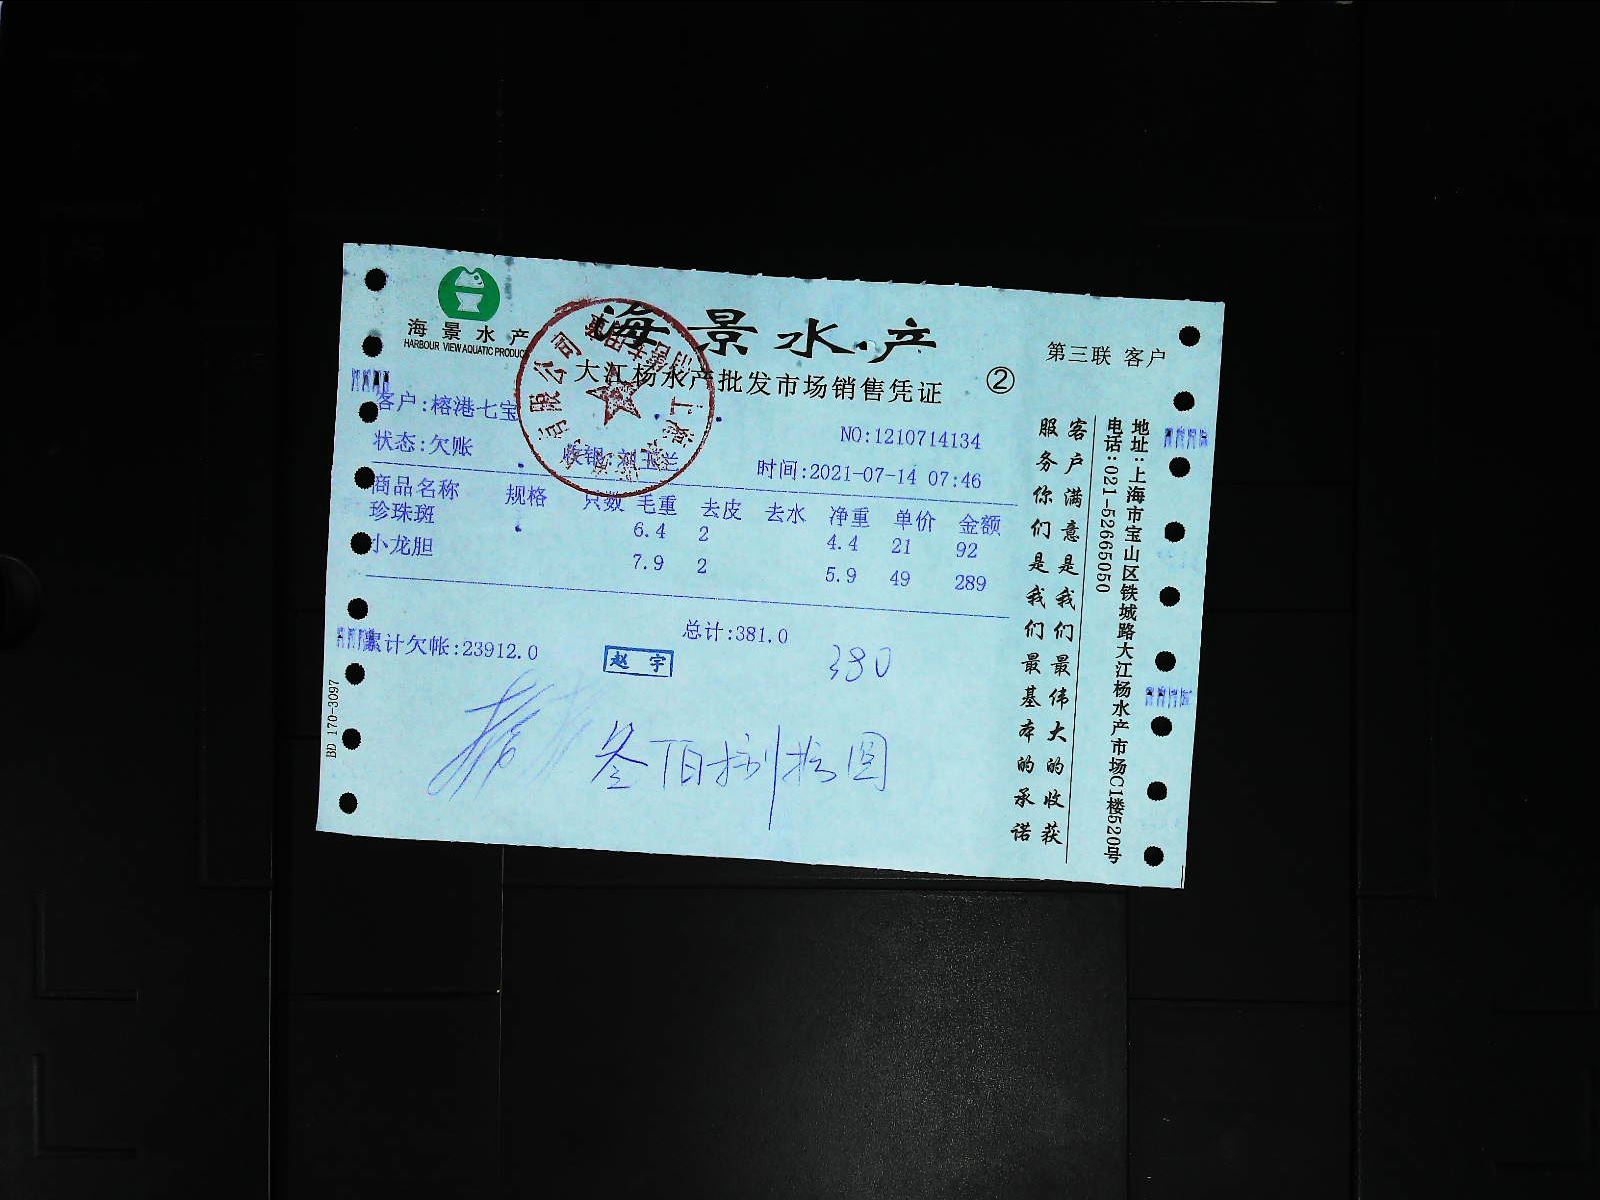 海景水产
HARBOUR VIEW AQUATIC PRODUC
海景水产
大江杨水产批发市场销售凭证
②
第三联 客户
客户:榕港七宝
NO:1210714134
状态:欠账
收银:
时间:2021-07-14 07:46
商品名称 规格 只数 毛重 去皮 去水 净重 单价 金额
珍珠斑 6.4 2 4.4 21 92
小龙胆 7.9 2 5.9 49 289
总计:381.0
累计欠帐:23912.0
赵宇
380
叁佰捌拾圆
BD 170-3097
客户满意是我们最伟大的收获
服务你们是我们最基本的承诺
地址:上海市宝山区铁城路大江杨水产市场C1楼520号
电话:021-52665050
有限公司